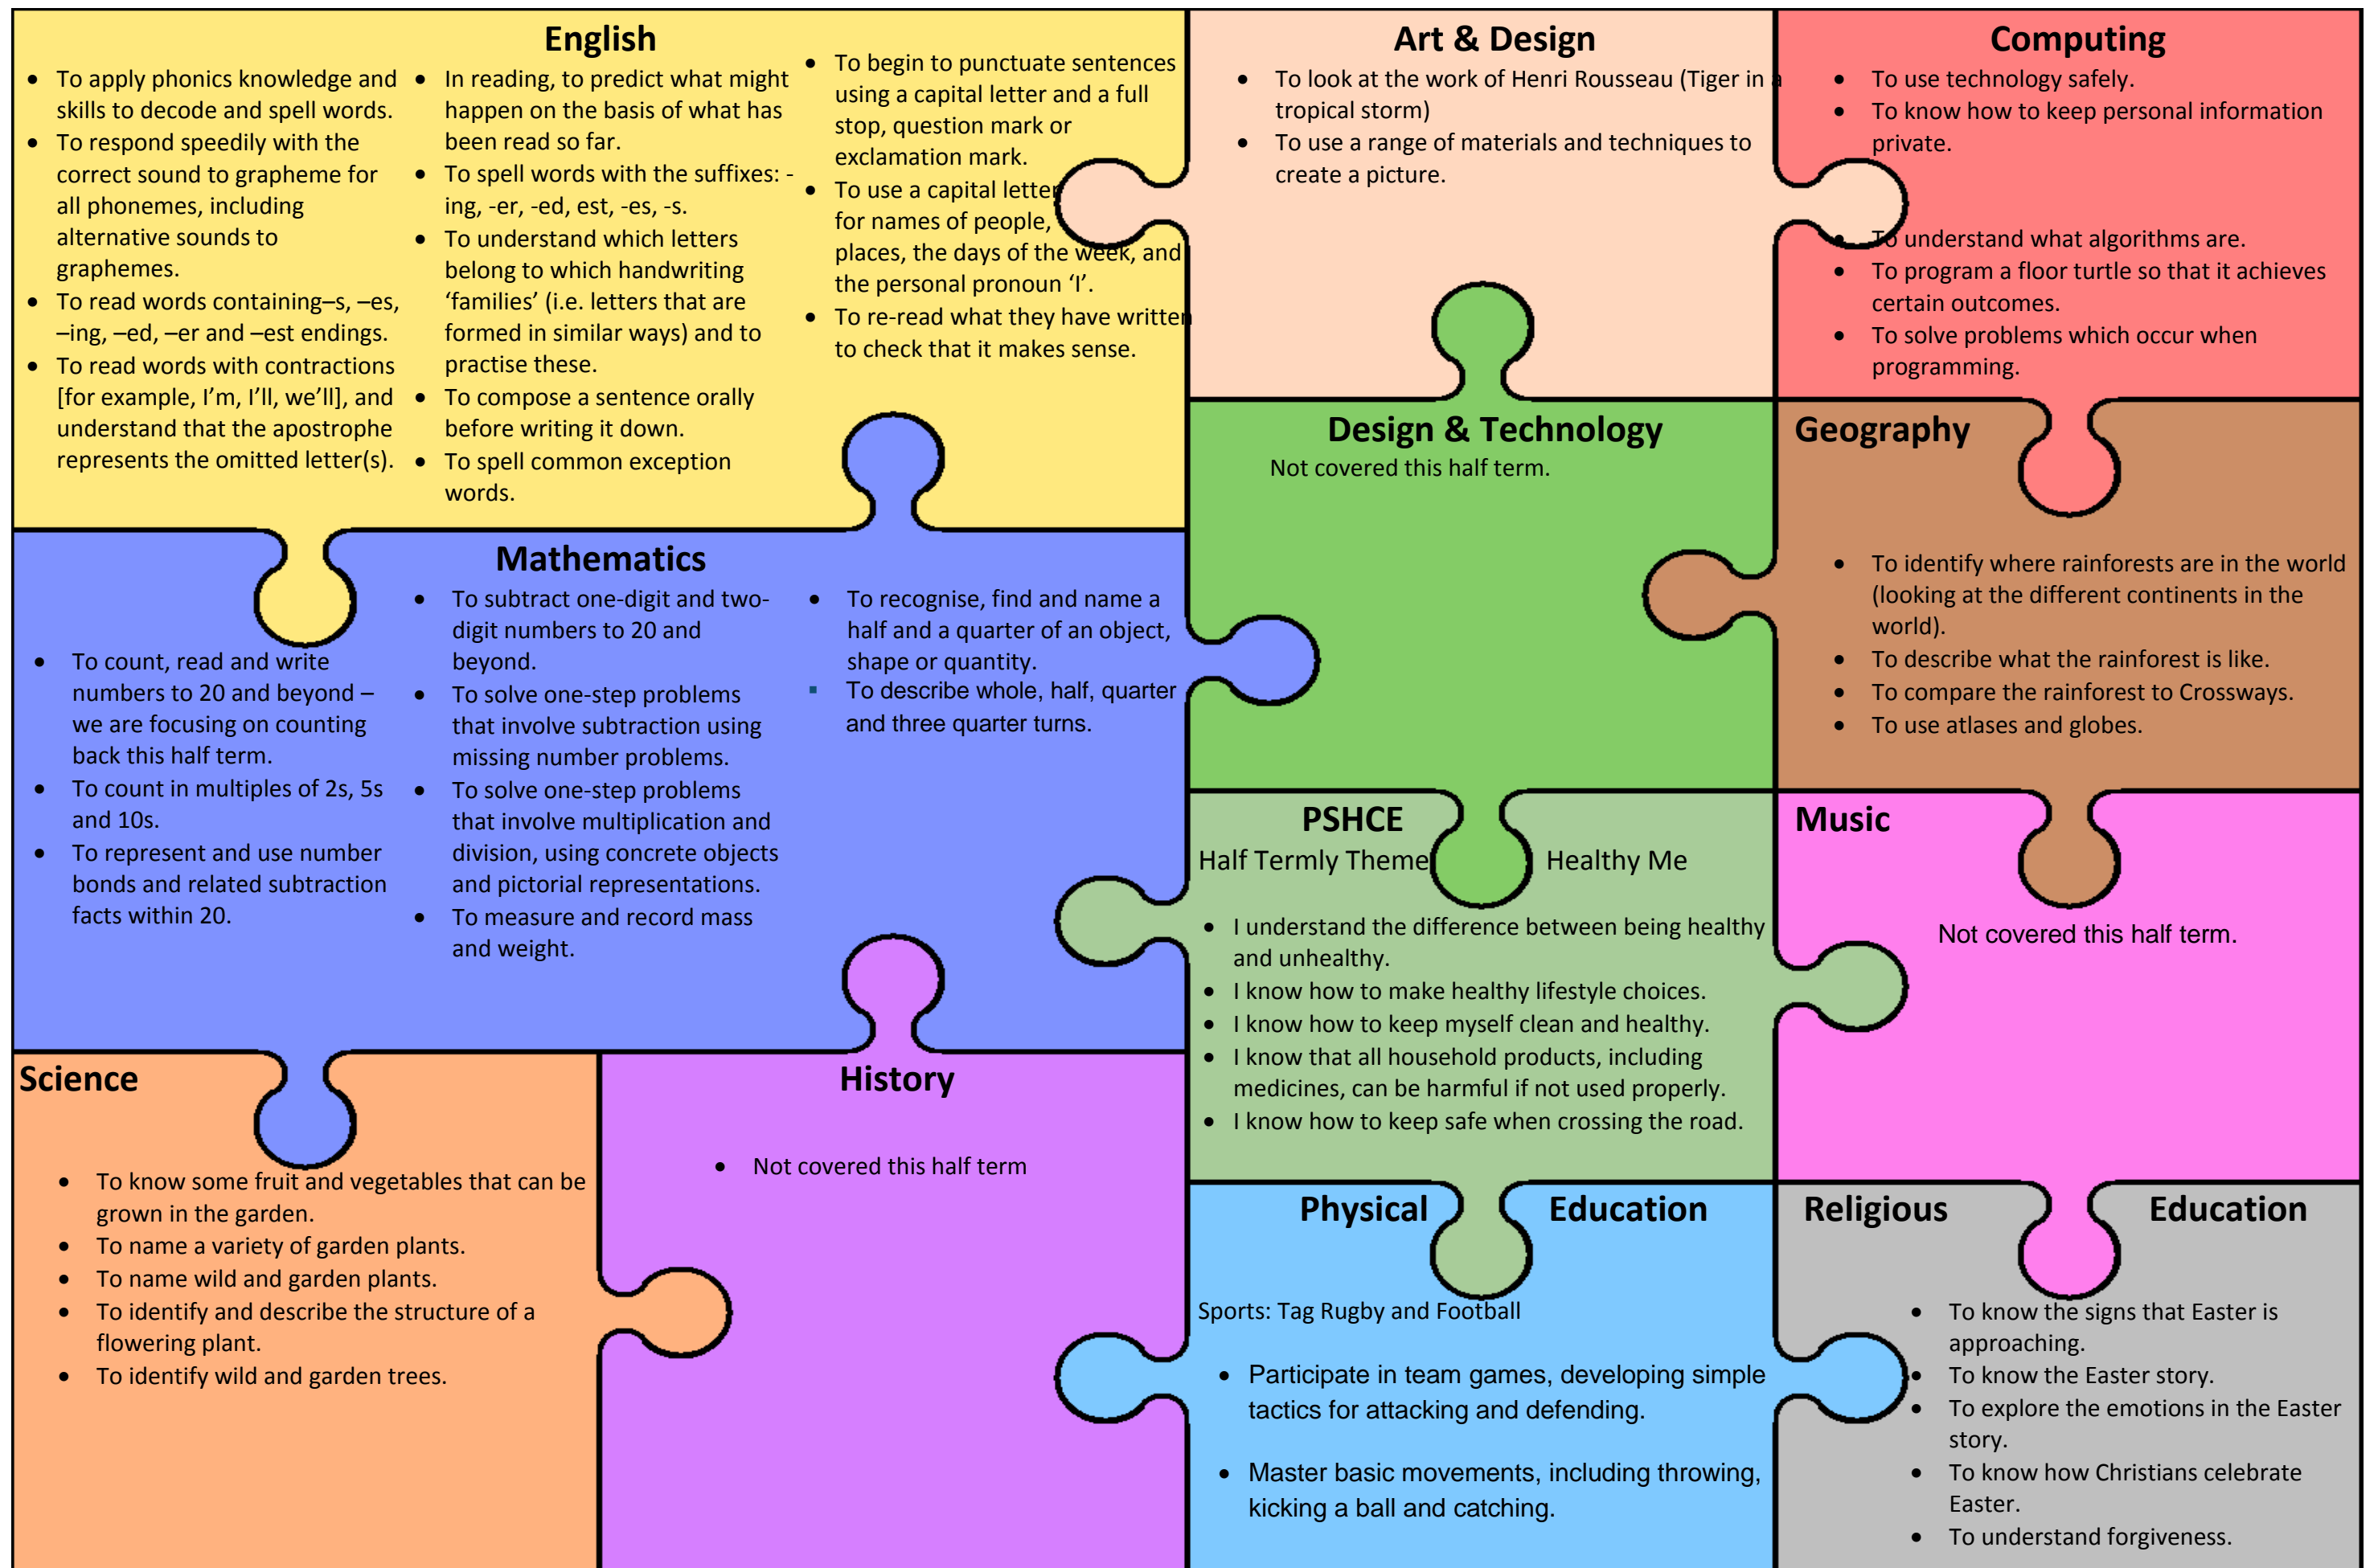 English
• To apply phonics knowledge and
skills to decode and spell words.
• To respond speedily with the
correct sound to grapheme for
all phonemes, including
alternative sounds to
graphemes.
• To read words containing–s, –es,
–ing, –ed, –er and –est endings.
• To read words with contractions
[for example, I’m, I’ll, we’ll], and
understand that the apostrophe
represents the omitted letter(s).
• In reading, to predict what might
happen on the basis of what has
been read so far.
• To spell words with the suffixes: -
ing, -er, -ed, est, -es, -s.
• To understand which letters
belong to which handwriting
‘families’ (i.e. letters that are
formed in similar ways) and to
practise these.
• To compose a sentence orally
before writing it down.
• To spell common exception
words.
• To begin to punctuate sentences
using a capital letter and a full
stop, question mark or
exclamation mark.
• To use a capital letter
for names of people,
places, the days of the week, and
the personal pronoun ‘I’.
• To re-read what they have written
to check that it makes sense.
Art & Design
• To look at the work of Henri Rousseau (Tiger in a
tropical storm)
• To use a range of materials and techniques to
create a picture.
Computing
• To use technology safely.
• To know how to keep personal information
private.
• To understand what algorithms are.
• To program a floor turtle so that it achieves
certain outcomes.
• To solve problems which occur when
programming.
Design & Technology
Not covered this half term.
Geography
• To identify where rainforests are in the world
(looking at the different continents in the
world).
• To describe what the rainforest is like.
• To compare the rainforest to Crossways.
• To use atlases and globes.
Mathematics
• To count, read and write
numbers to 20 and beyond –
we are focusing on counting
back this half term.
• To count in multiples of 2s, 5s
and 10s.
• To represent and use number
bonds and related subtraction
facts within 20.
• To subtract one-digit and two-
digit numbers to 20 and
beyond.
• To solve one-step problems
that involve subtraction using
missing number problems.
• To solve one-step problems
that involve multiplication and
division, using concrete objects
and pictorial representations.
• To measure and record mass
and weight.
• To recognise, find and name a
half and a quarter of an object,
shape or quantity.
▪ To describe whole, half, quarter
and three quarter turns.
PSHCE
Half Termly Theme Healthy Me
• I understand the difference between being healthy
and unhealthy.
• I know how to make healthy lifestyle choices.
• I know how to keep myself clean and healthy.
• I know that all household products, including
medicines, can be harmful if not used properly.
• I know how to keep safe when crossing the road.
Music
Not covered this half term.
Science
• To know some fruit and vegetables that can be
grown in the garden.
• To name a variety of garden plants.
• To name wild and garden plants.
• To identify and describe the structure of a
flowering plant.
• To identify wild and garden trees.
History
• Not covered this half term
Physical Education
Sports: Tag Rugby and Football
• Participate in team games, developing simple
tactics for attacking and defending.
• Master basic movements, including throwing,
kicking a ball and catching.
Religious Education
• To know the signs that Easter is
approaching.
• To know the Easter story.
• To explore the emotions in the Easter
story.
• To know how Christians celebrate
Easter.
• To understand forgiveness.